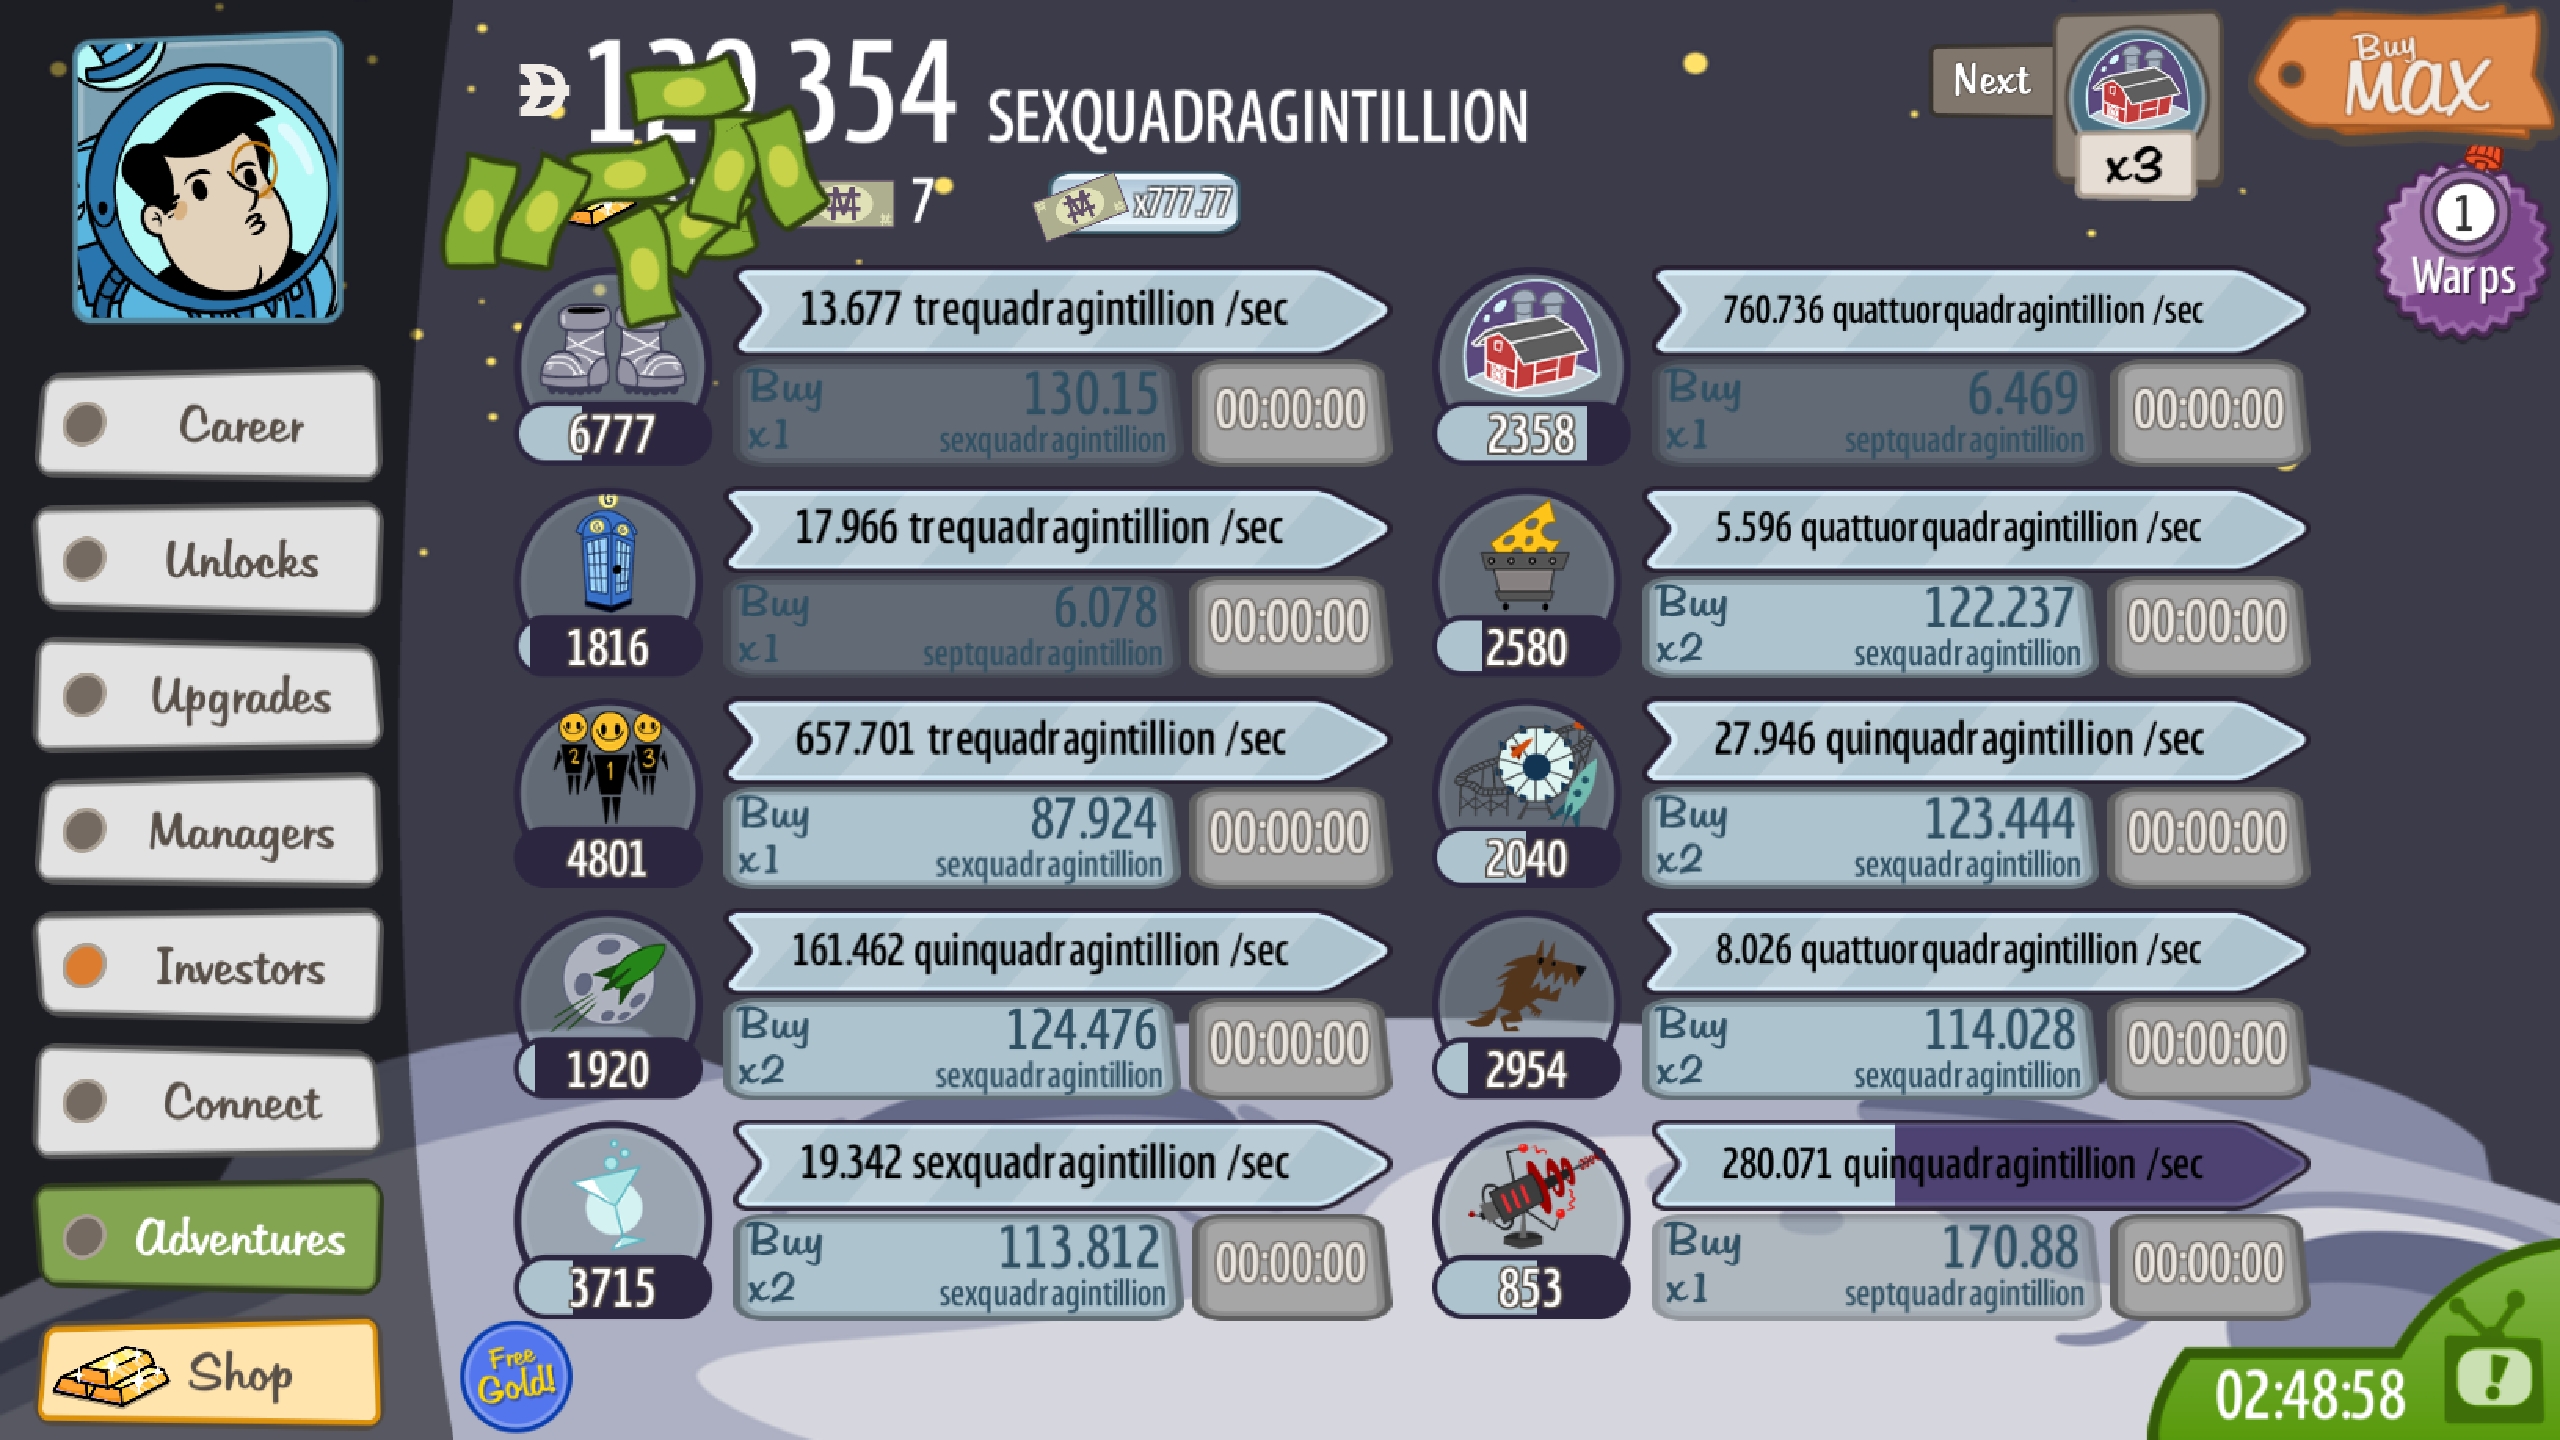 354 SEXQUADRAGINTILLION
Next
x3
Buy
MAX
7
x777.77
1
Warps
Career
Unlocks
Upgrades
Managers
Investors
Connect
Adventures
Shop
13.677 trequadragintillion /sec
Buy 130.15
x1 sexquadragintillion
00:00:00
6777
760.736 quattuorquadragintillion /sec
Buy 6.469
x1 septquadragintillion
00:00:00
2358
17.966 trequadragintillion /sec
Buy 6.078
x1 septquadragintillion
00:00:00
1816
5.596 quattuorquadragintillion /sec
Buy 122.237
x2 sexquadragintillion
00:00:00
2580
2 1 3
657.701 trequadragintillion /sec
Buy 87.924
x1 sexquadragintillion
00:00:00
4801
27.946 quinquadragintillion /sec
Buy 123.444
x2 sexquadragintillion
00:00:00
2040
161.462 quinquadragintillion /sec
Buy 124.476
x2 sexquadragintillion
00:00:00
1920
8.026 quattuorquadragintillion /sec
Buy 114.028
x2 sexquadragintillion
00:00:00
2954
19.342 sexquadragintillion /sec
Buy 113.812
x2 sexquadragintillion
00:00:00
3715
280.071 quinquadragintillion /sec
Buy 170.88
x1 septquadragintillion
00:00:00
853
Free
Gold!
02:48:58